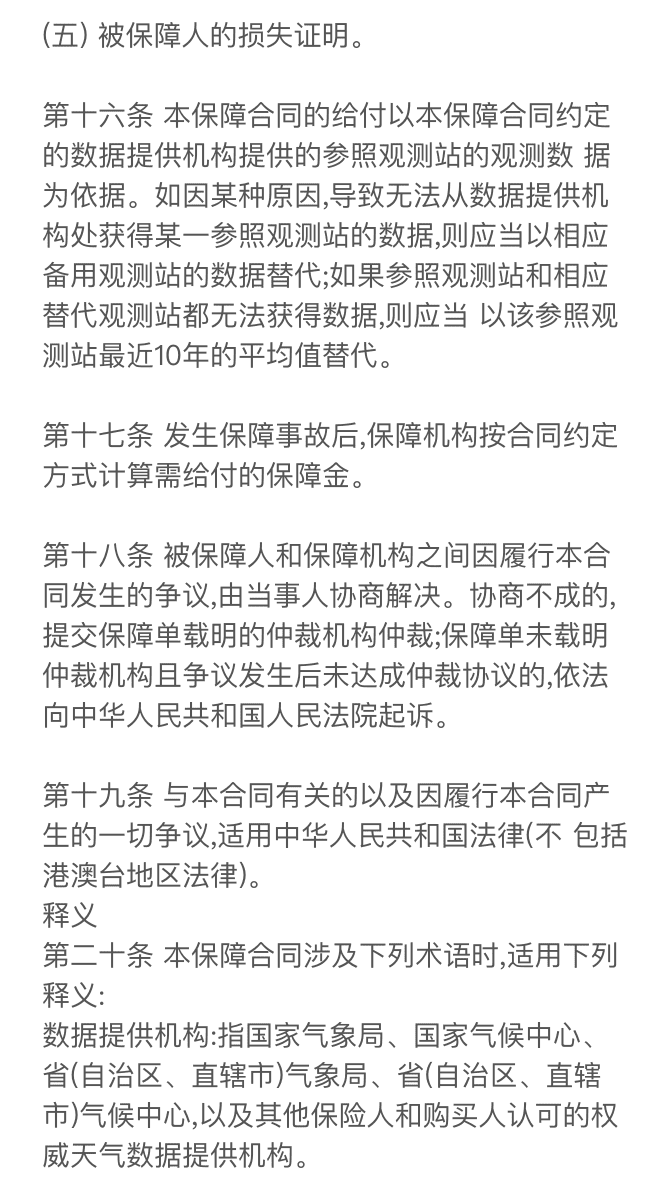 (五) 被保障人的损失证明。
第十六条 本保障合同的给付以本保障合同约定
的数据提供机构提供的参照观测站的观测数 据
为依据。如因某种原因,导致无法从数据提供机
构处获得某一参照观测站的数据,则应当以相应
备用观测站的数据替代;如果参照观测站和相应
替代观测站都无法获得数据,则应当 以该参照观
测站最近10年的平均值替代。
第十七条 发生保障事故后,保障机构按合同约定
方式计算需给付的保障金。
第十八条 被保障人和保障机构之间因履行本合
同发生的争议,由当事人协商解决。协商不成的,
提交保障单载明的仲裁机构仲裁;保障单未载明
仲裁机构且争议发生后未达成仲裁协议的,依法
向中华人民共和国人民法院起诉。
第十九条 与本合同有关的以及因履行本合同产
生的一切争议,适用中华人民共和国法律(不 包括
港澳台地区法律)。
释义
第二十条 本保障合同涉及下列术语时,适用下列
释义:
数据提供机构:指国家气象局、国家气候中心、
省(自治区、直辖市)气象局、省(自治区、直辖
市)气候中心,以及其他保险人和购买人认可的权
威天气数据提供机构。